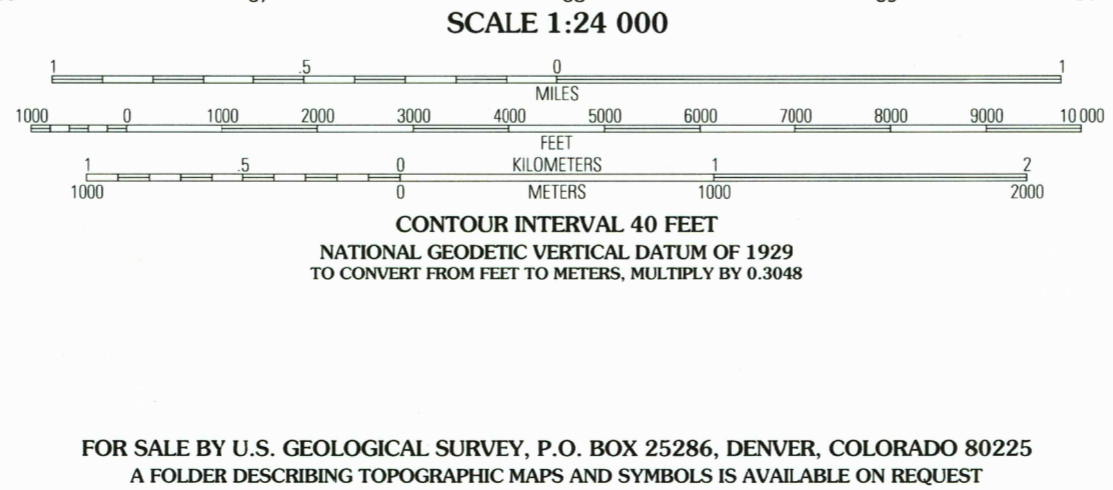 SCALE 1:24 000
1 .5 0 1
MILES
1000 0 1000 2000 3000 4000 5000 6000 7000 8000 9000 10 000
FEET
1 .5 0 KILOMETERS 1 2
1000 0 METERS 1000 2000
CONTOUR INTERVAL 40 FEET
NATIONAL GEODETIC VERTICAL DATUM OF 1929
TO CONVERT FROM FEET TO METERS, MULTIPLY BY 0.3048
FOR SALE BY U.S. GEOLOGICAL SURVEY, P.O. BOX 25286, DENVER, COLORADO 80225
A FOLDER DESCRIBING TOPOGRAPHIC MAPS AND SYMBOLS IS AVAILABLE ON REQUEST